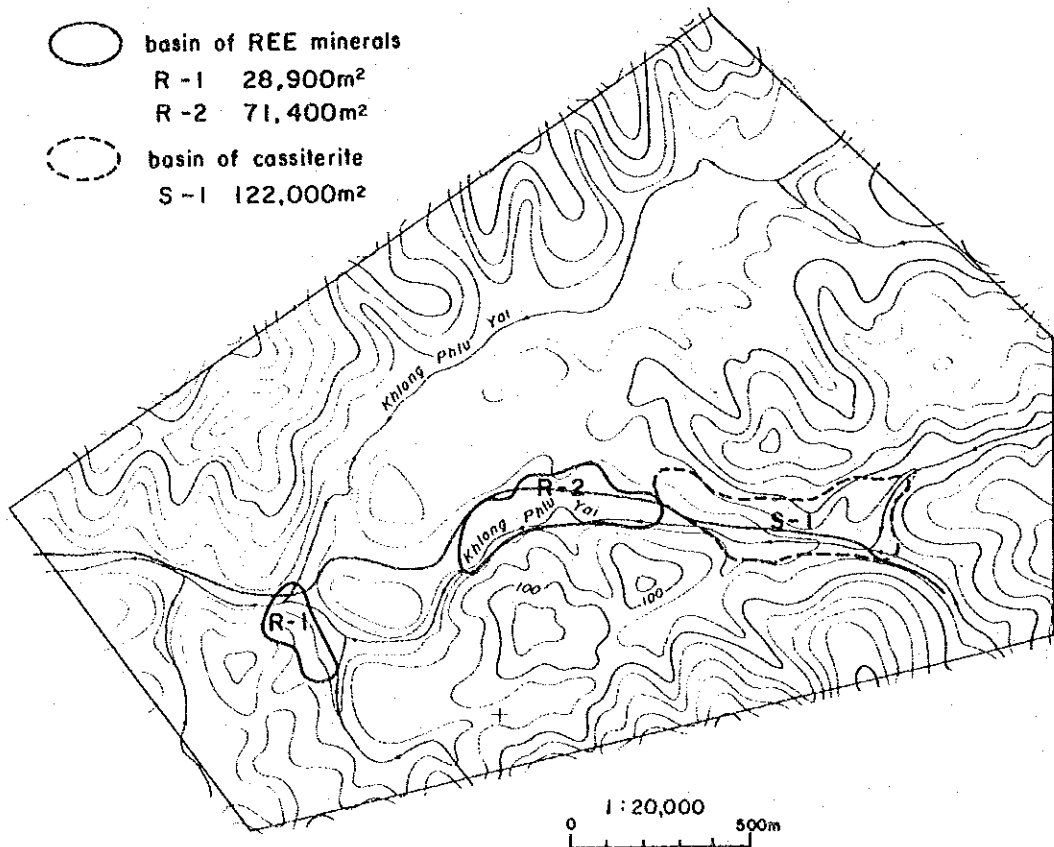 basin of REE minerals
R-1 28,900m²
R-2 71,400m²
basin of cassiterite
S-1 122,000m²
Khlong Phlu Yai
R-2
Khlong Phlu Yai
S-1
100
100
R-1
1:20,000
0 500m